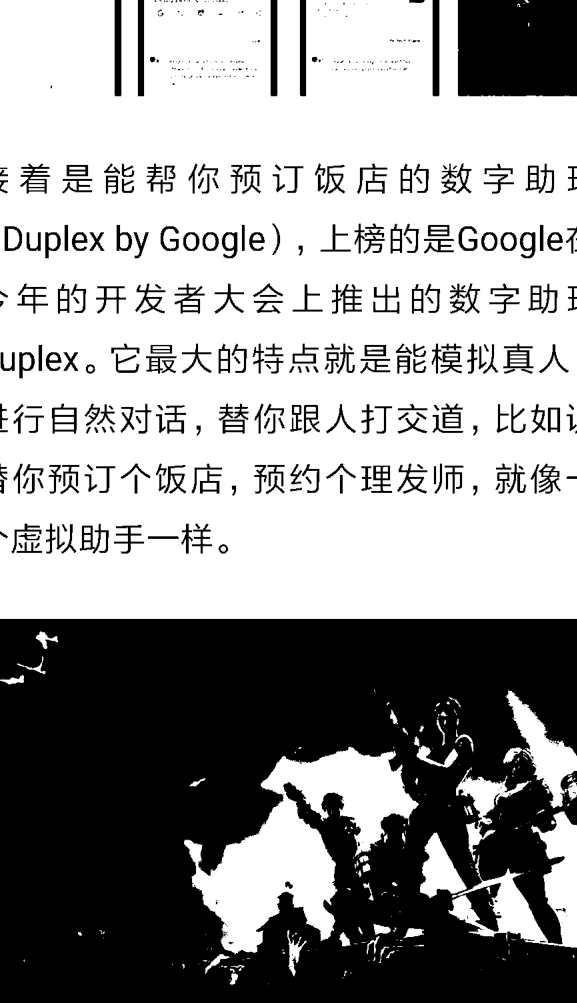 着是能帮你预订饭店的数字助
Duplex by Google），上榜的是Google
年的开发者大会上推出的数字助
uplex。它最大的特点就是能模拟真人
行自然对话，替你跟人打交道，比如
你预订个饭店，预约个理发师，就像一
个虚拟助手一样。